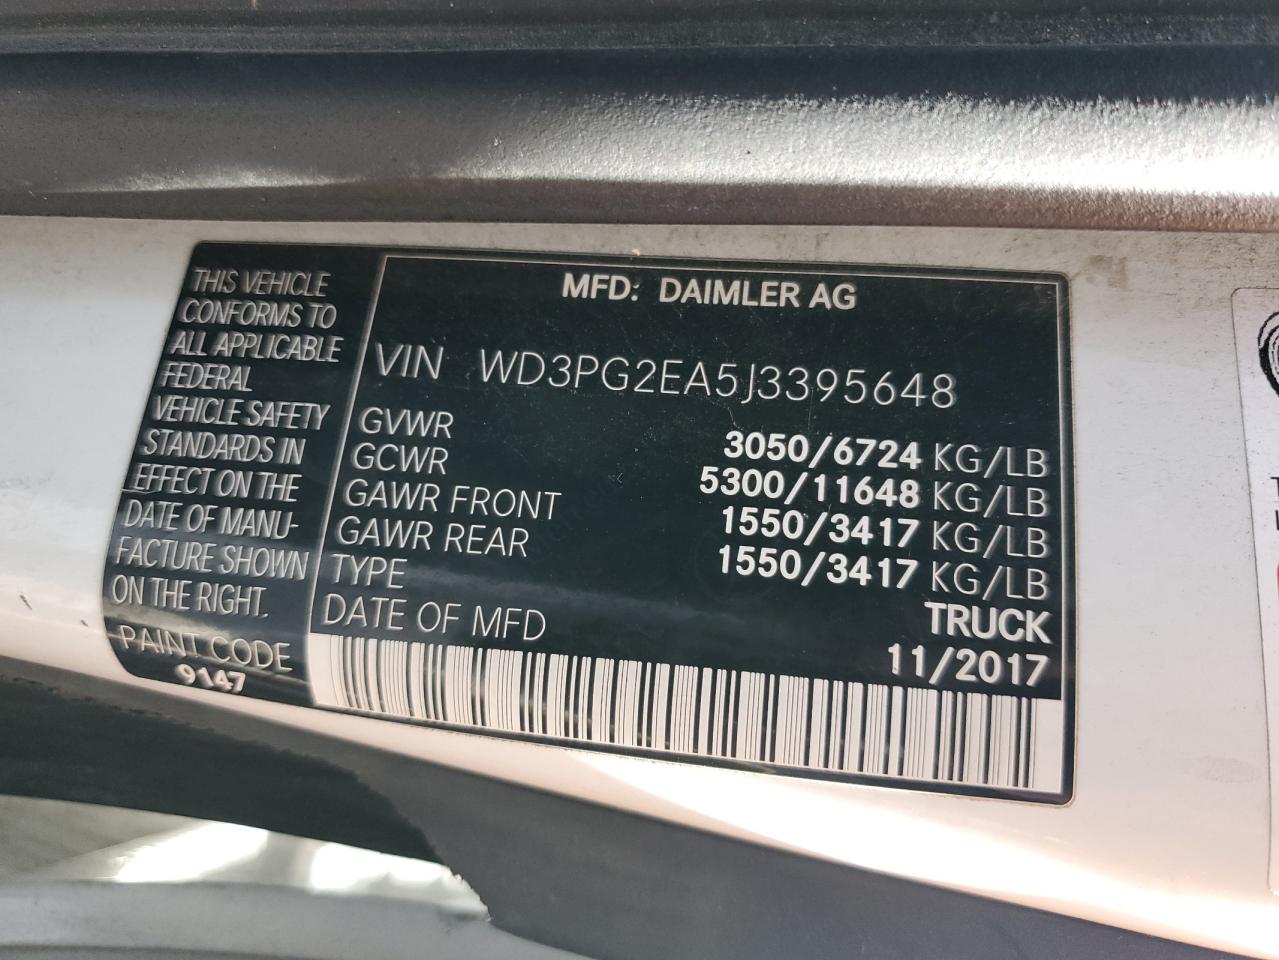 THIS VEHICLE
CONFORMS TO
ALL APPLICABLE
FEDERAL
VEHICLE SAFETY
STANDARDS IN
EFFECT ON THE
DATE OF MANU-
FACTURE SHOWN
ON THE RIGHT.
PAINT CODE
9147
MFD: DAIMLER AG
VIN WD3PG2EA5J3395648
GVWR 3050/6724 KG/LB
GCWR 5300/11648 KG/LB
GAWR FRONT 1550/3417 KG/LB
GAWR REAR 1550/3417 KG/LB
TYPE TRUCK
DATE OF MFD 11/2017